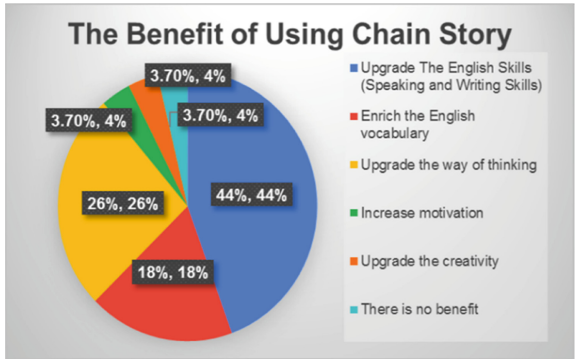 The Benefit of Using Chain Story
3.70%, 4%
3.70%, 4%
3.70%, 4%
44%, 44%
26%, 26%
18%, 18%
Upgrade The English Skills
(Speaking and Writing Skills)
Enrich the English
vocabulary
Upgrade the way of thinking
Increase motivation
Upgrade the creativity
There is no benefit